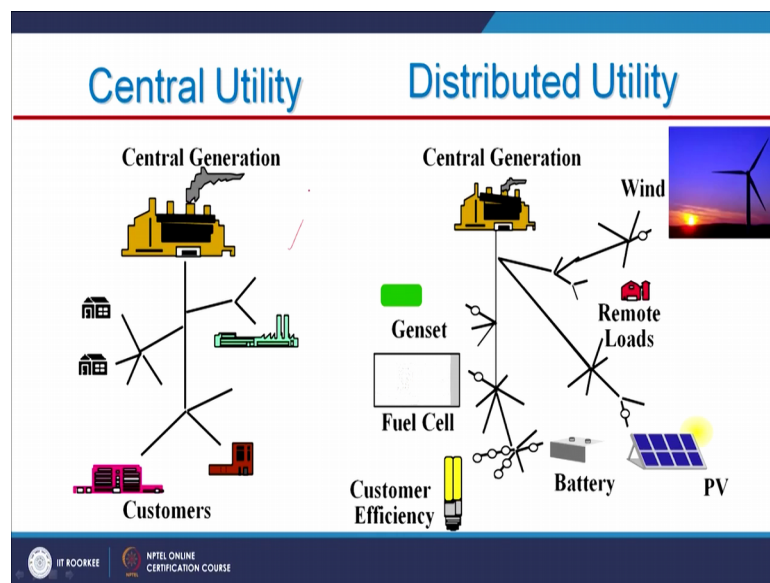 Central Utility
Distributed Utility
Central Generation
Customers
Central Generation
Wind
Genset
Remote
Loads
Fuel Cell
Customer
Efficiency
Battery
PV
IIT ROORKEE
NPTEL ONLINE
CERTIFICATION COURSE